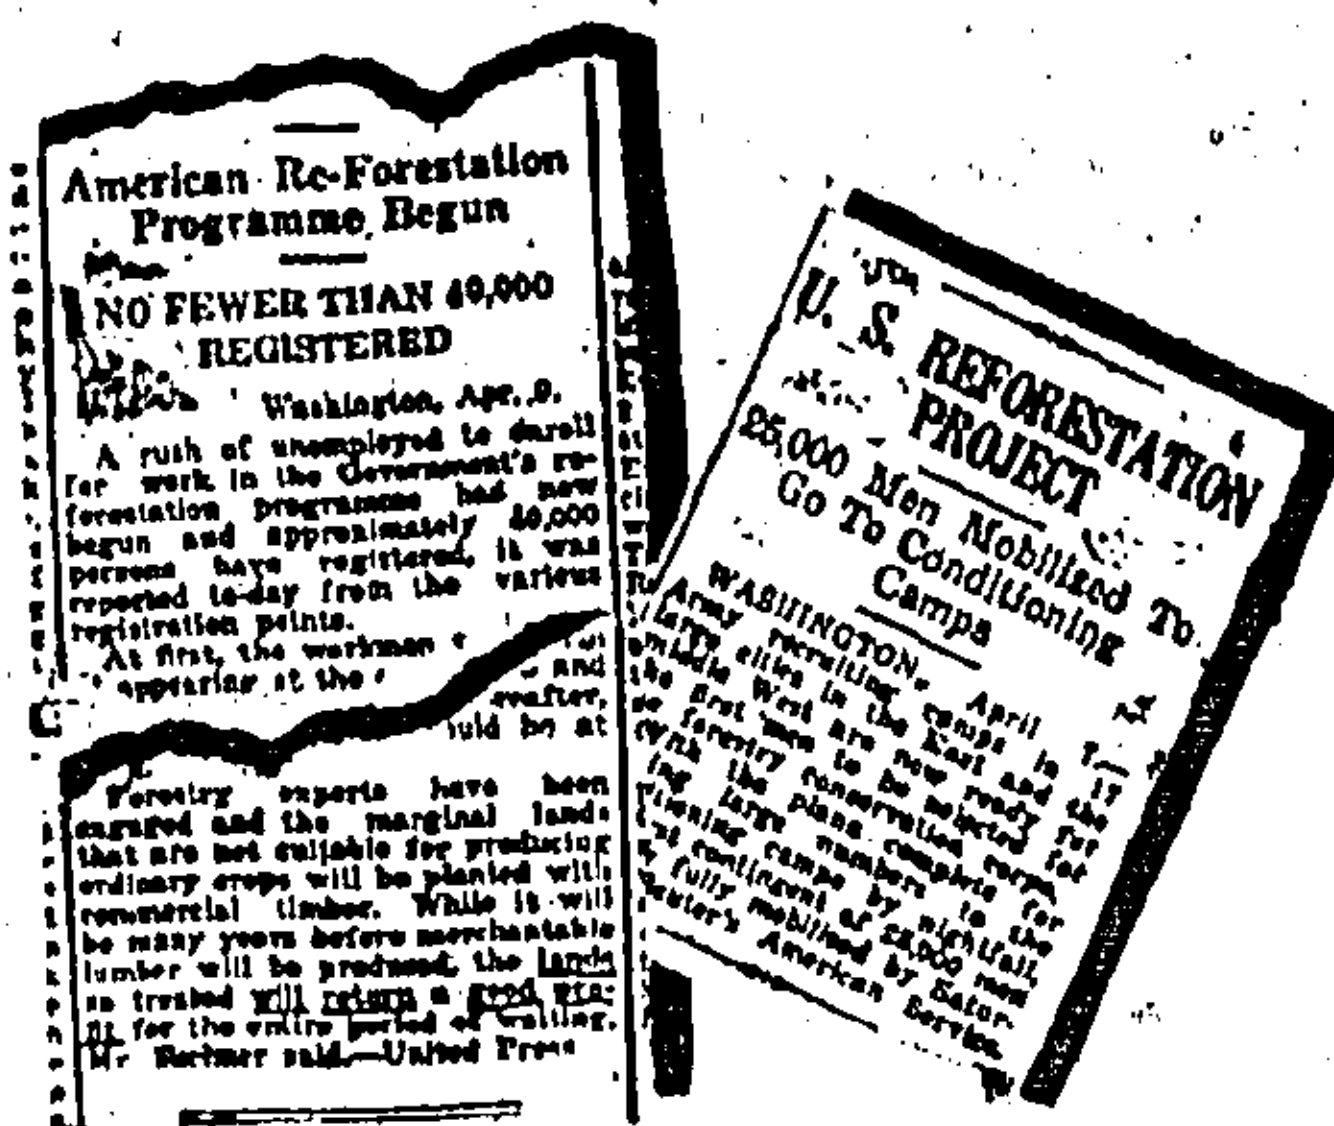 American Re-Forestation
Programme Begun
NO FEWER THAN 40,000
REGISTERED
Washington, Apr. 9.
A rush of unemployed to enroll
for work in the Government's re-
forestation programme had now
begun and approximately 40,000
persons have registered, it was
reported to-day from the various
registration points.
At first, the workmen
appearing at the
and
reafter,
uld be at
Forestry experts have been
engaged and the marginal lands
that are not suitable for producing
ordinary crops will be planted with
commercial timber. While it will
be many years before merchantable
lumber will be produced, the lands
so treated will return a good pro-
fit for the entire period of waiting,
Mr said.—United Press
U. S. REFORESTATION
PROJECT
25,000 Men Mobilized To
Go To Conditioning
Camps
WASHINGTON, April 7.—
Army recruiting camps in 17
large cities in the East and the
middle West are now ready for
the first men to be selected for
forestry conservation corps,
with the plans complete for
ing large numbers to the
camps by nightfall,
contingent of 25,000 men
fully mobilised by Satur-
Reuter's American Service.